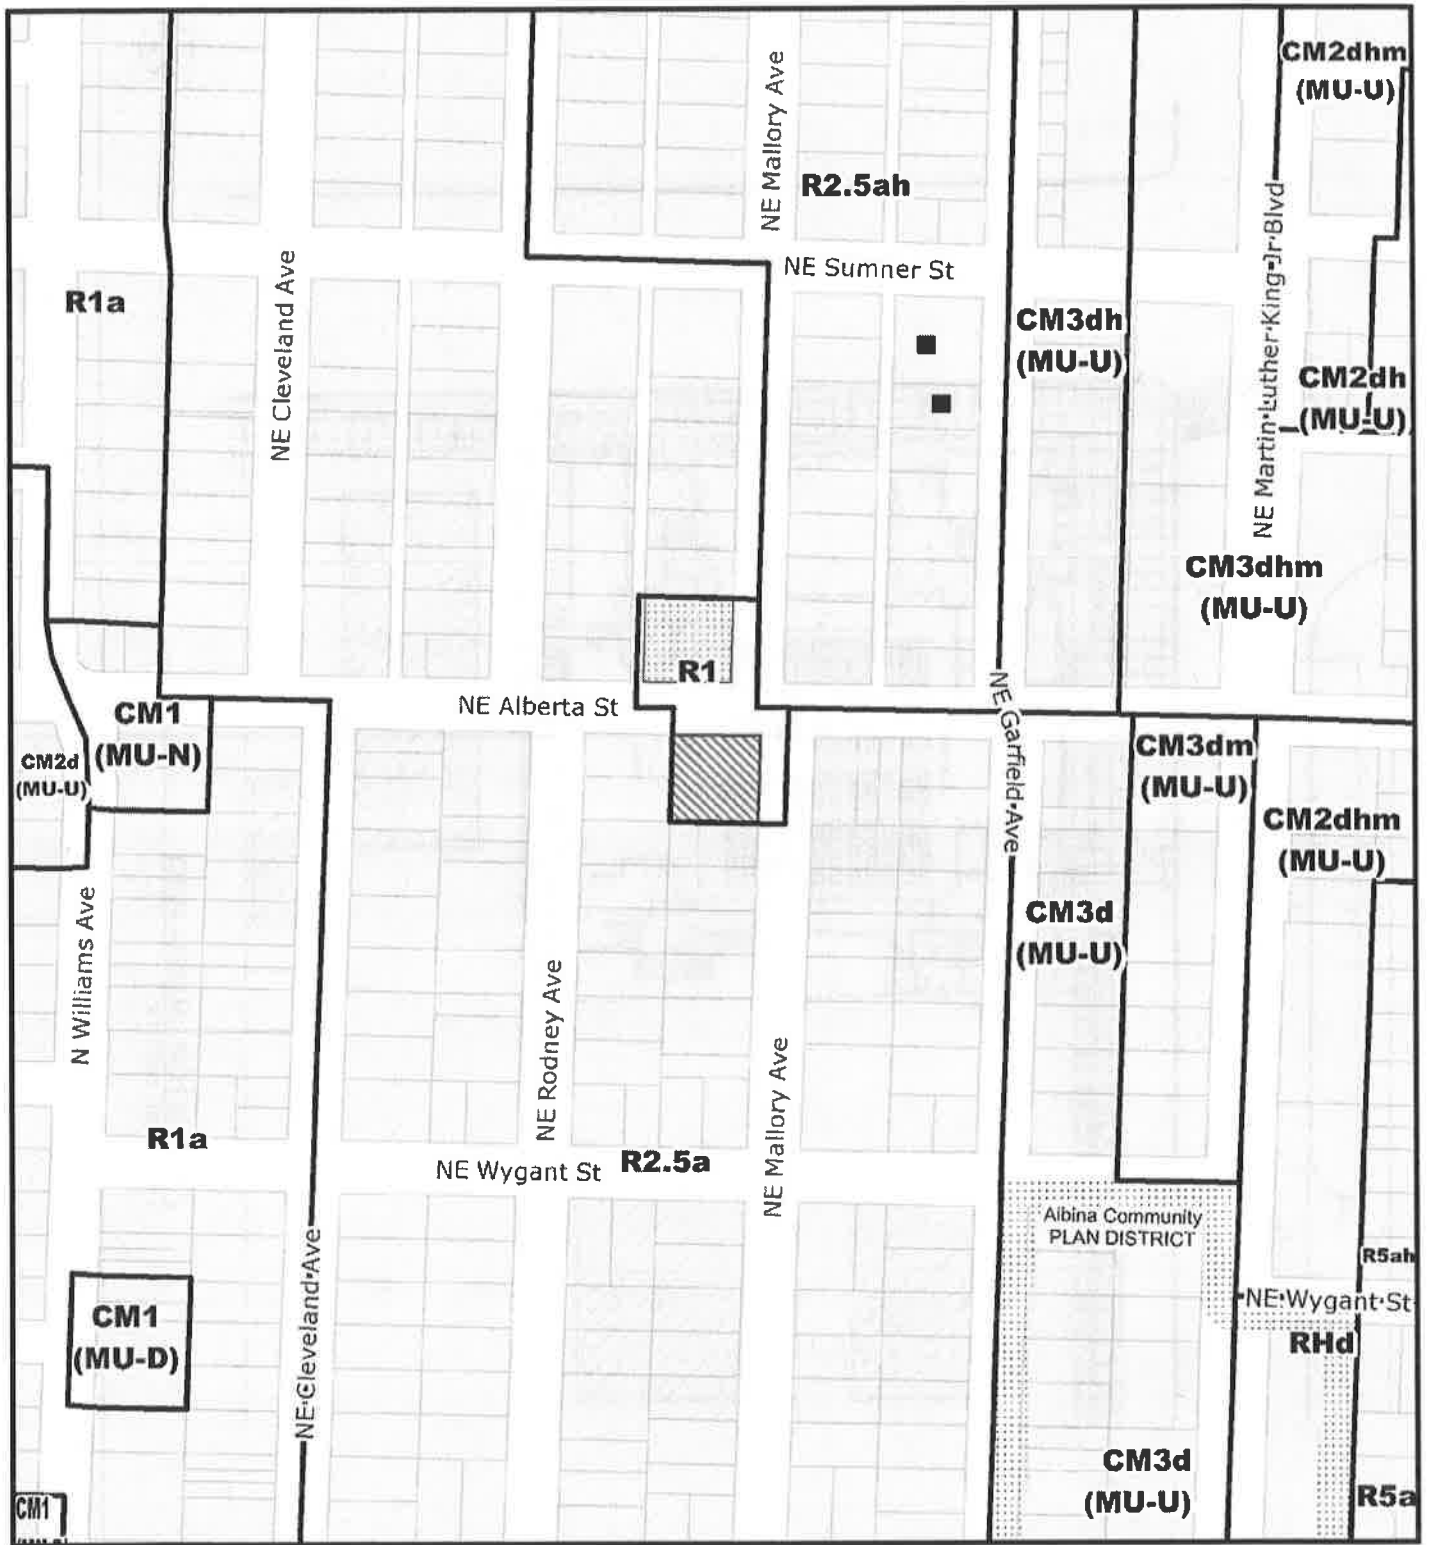 CM2dhm
(MU-U)
NE Mallory Ave
R2.5ah
NE Martin Luther King Jr Blvd
NE Sumner St
NE Cleveland Ave
R1a
CM3dh
(MU-U)
CM2dh
(MU-U)
CM3dhm
(MU-U)
R1
NE Alberta St
NE Garfield Ave
CM1
(MU-N)
CM2d
(MU-U)
CM3dm
(MU-U)
CM2dhm
(MU-U)
N Williams Ave
CM3d
(MU-U)
NE Rodney Ave
NE Mallory Ave
R1a
NE Wygant St
R2.5a
Albina Community
PLAN DISTRICT
R5ah
NE Wygant St
RHd
NE Cleveland Ave
CM1
(MU-D)
CM3d
(MU-U)
R5a
CM1